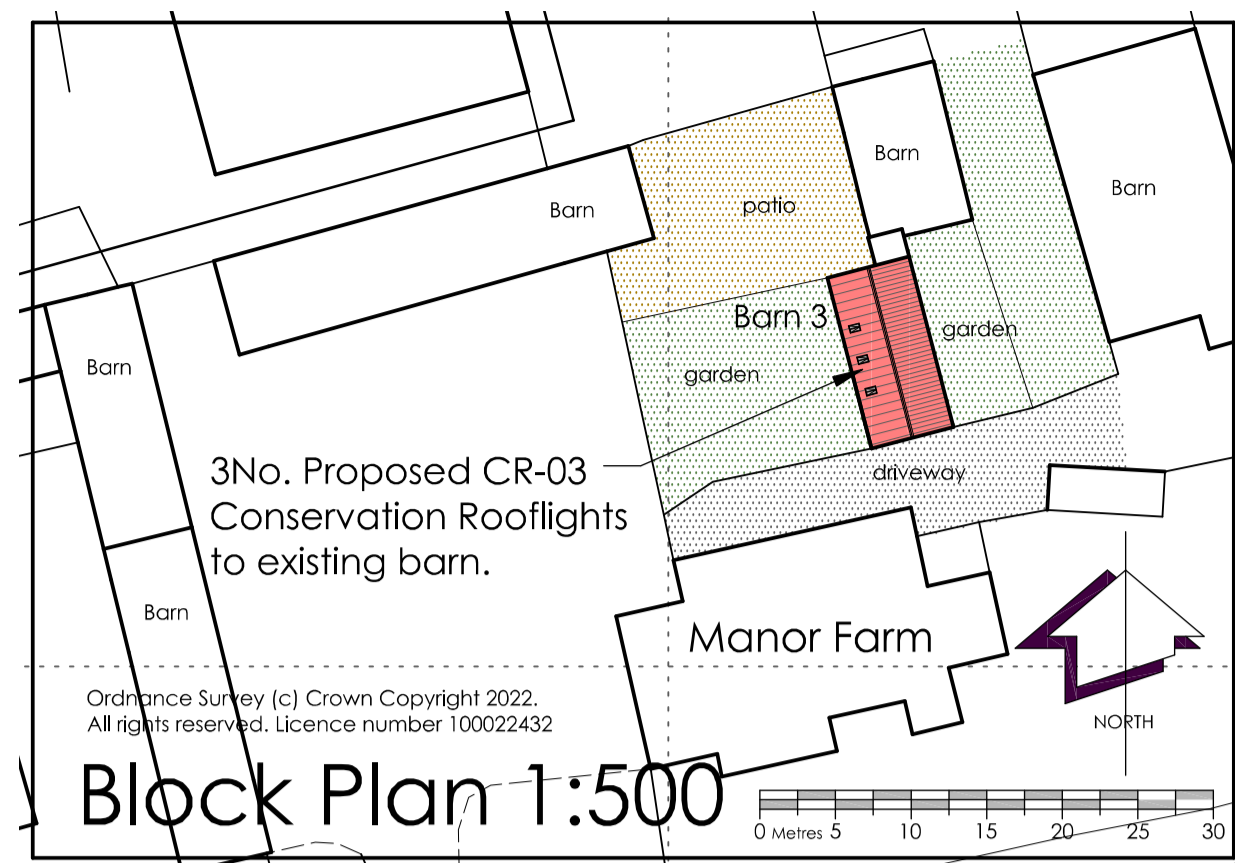 Barn
Barn
Barn
patio
Barn 3
garden
garden
Barn
driveway
3No. Proposed CR-03
Conservation Rooflights
to existing barn.
Barn
Manor Farm
Ordnance Survey (c) Crown Copyright 2022.
All rights reserved. Licence number 100022432
NORTH
Block Plan 1:500
0 Metres 5 10 15 20 25 30